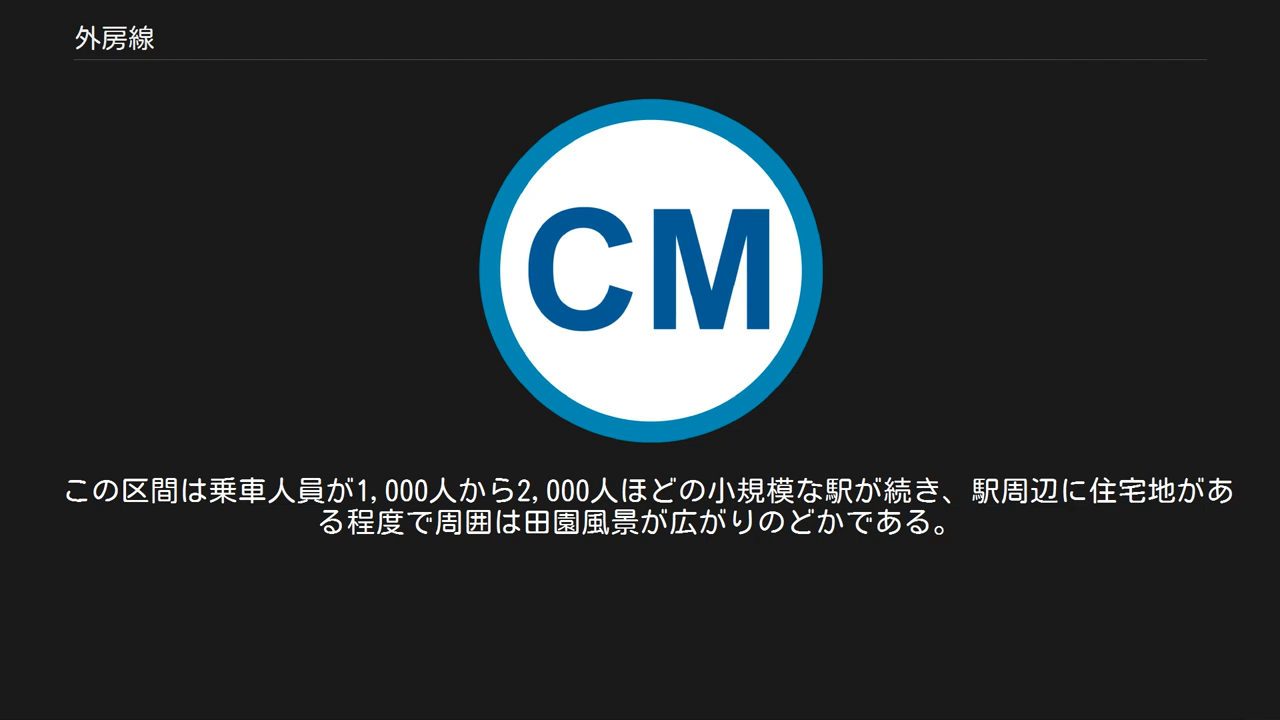 外房線
CM
この区間は乗車人員が1,000人から2,000人ほどの小規模な駅が続き、駅周辺に住宅地があ
る程度で周囲は田園風景が広がりのどかである。